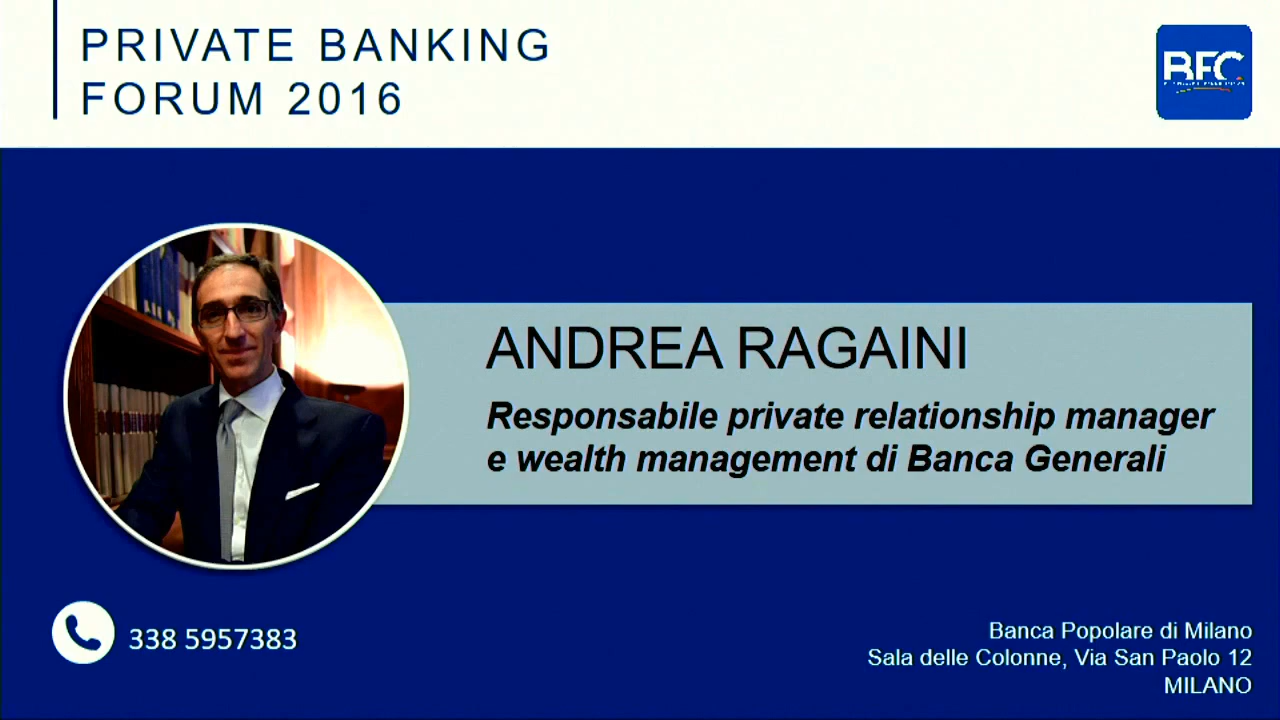 PRIVATE BANKING
FORUM 2016
BFC
ANDREA RAGAINI
Responsabile private relationship manager
e wealth management di Banca Generali
338 5957383
Banca Popolare di Milano
Sala delle Colonne, Via San Paolo 12
MILANO